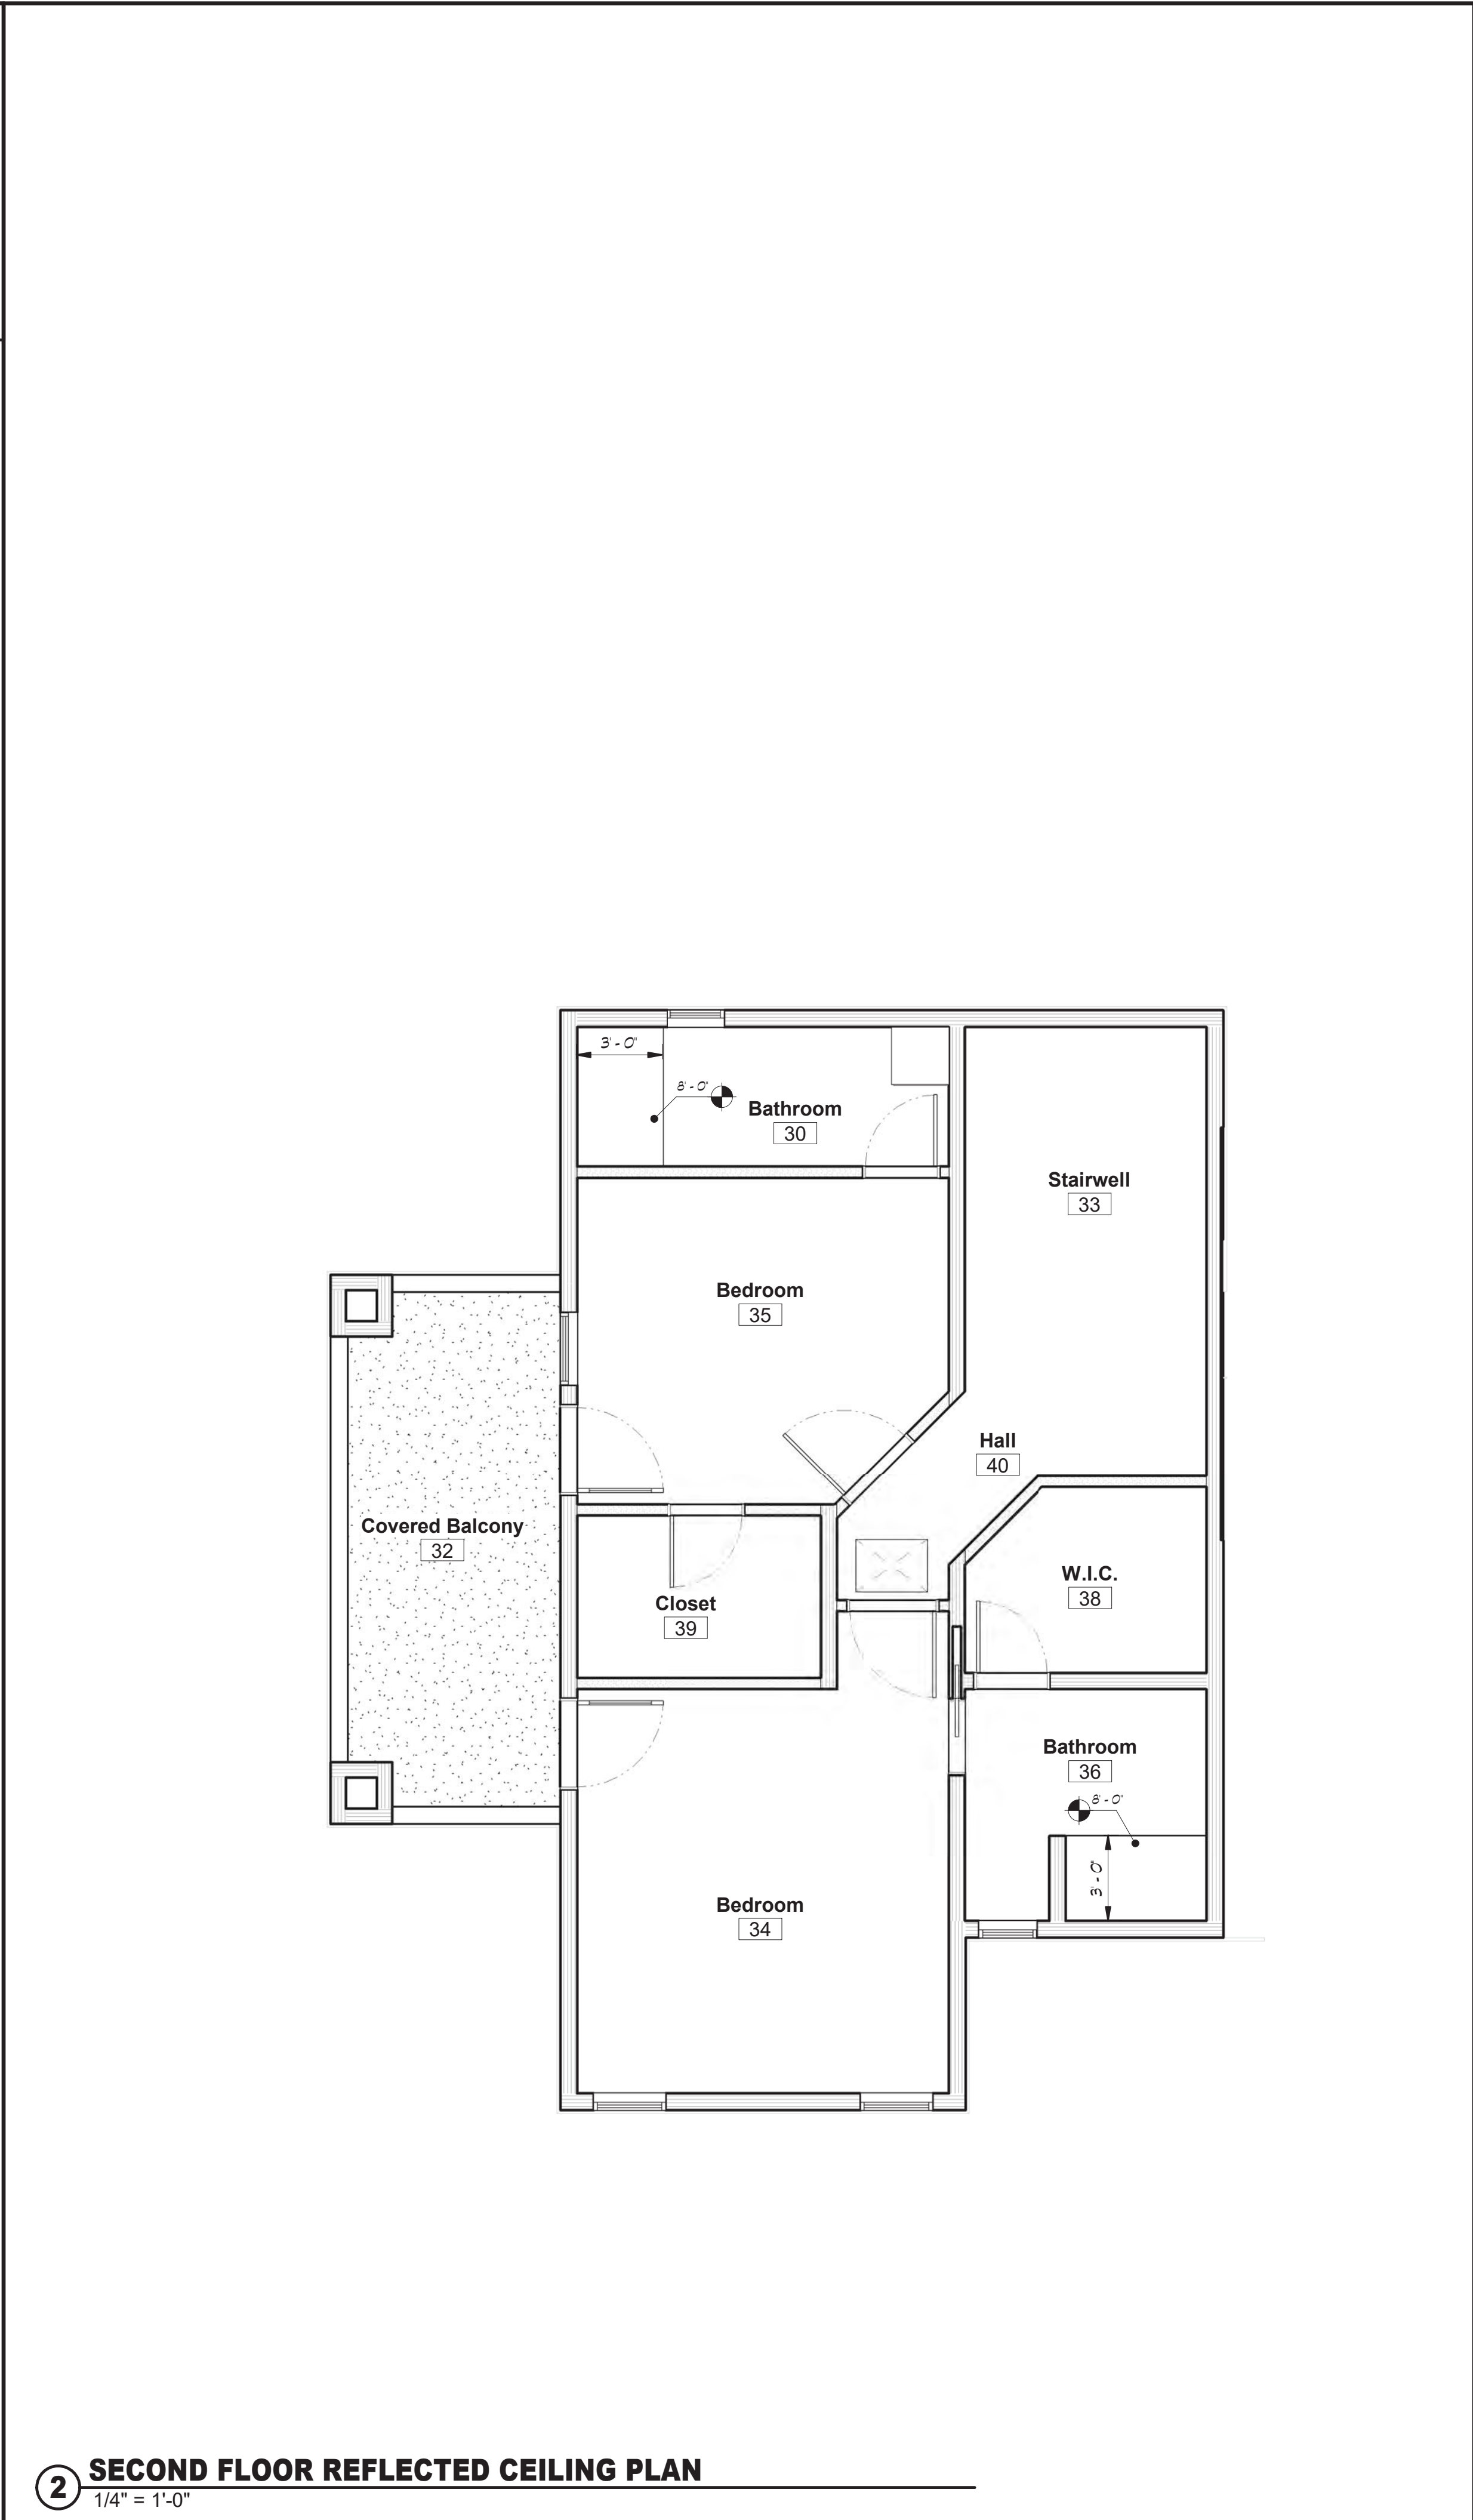 3' - 0"
8' - 0"
Bathroom
30
Stairwell
33
Bedroom
35
Hall
40
Covered Balcony
32
W.I.C.
38
Closet
39
Bathroom
36
8' - 0"
3' - 0"
Bedroom
34
2 SECOND FLOOR REFLECTED CEILING PLAN
1/4" = 1'-0"